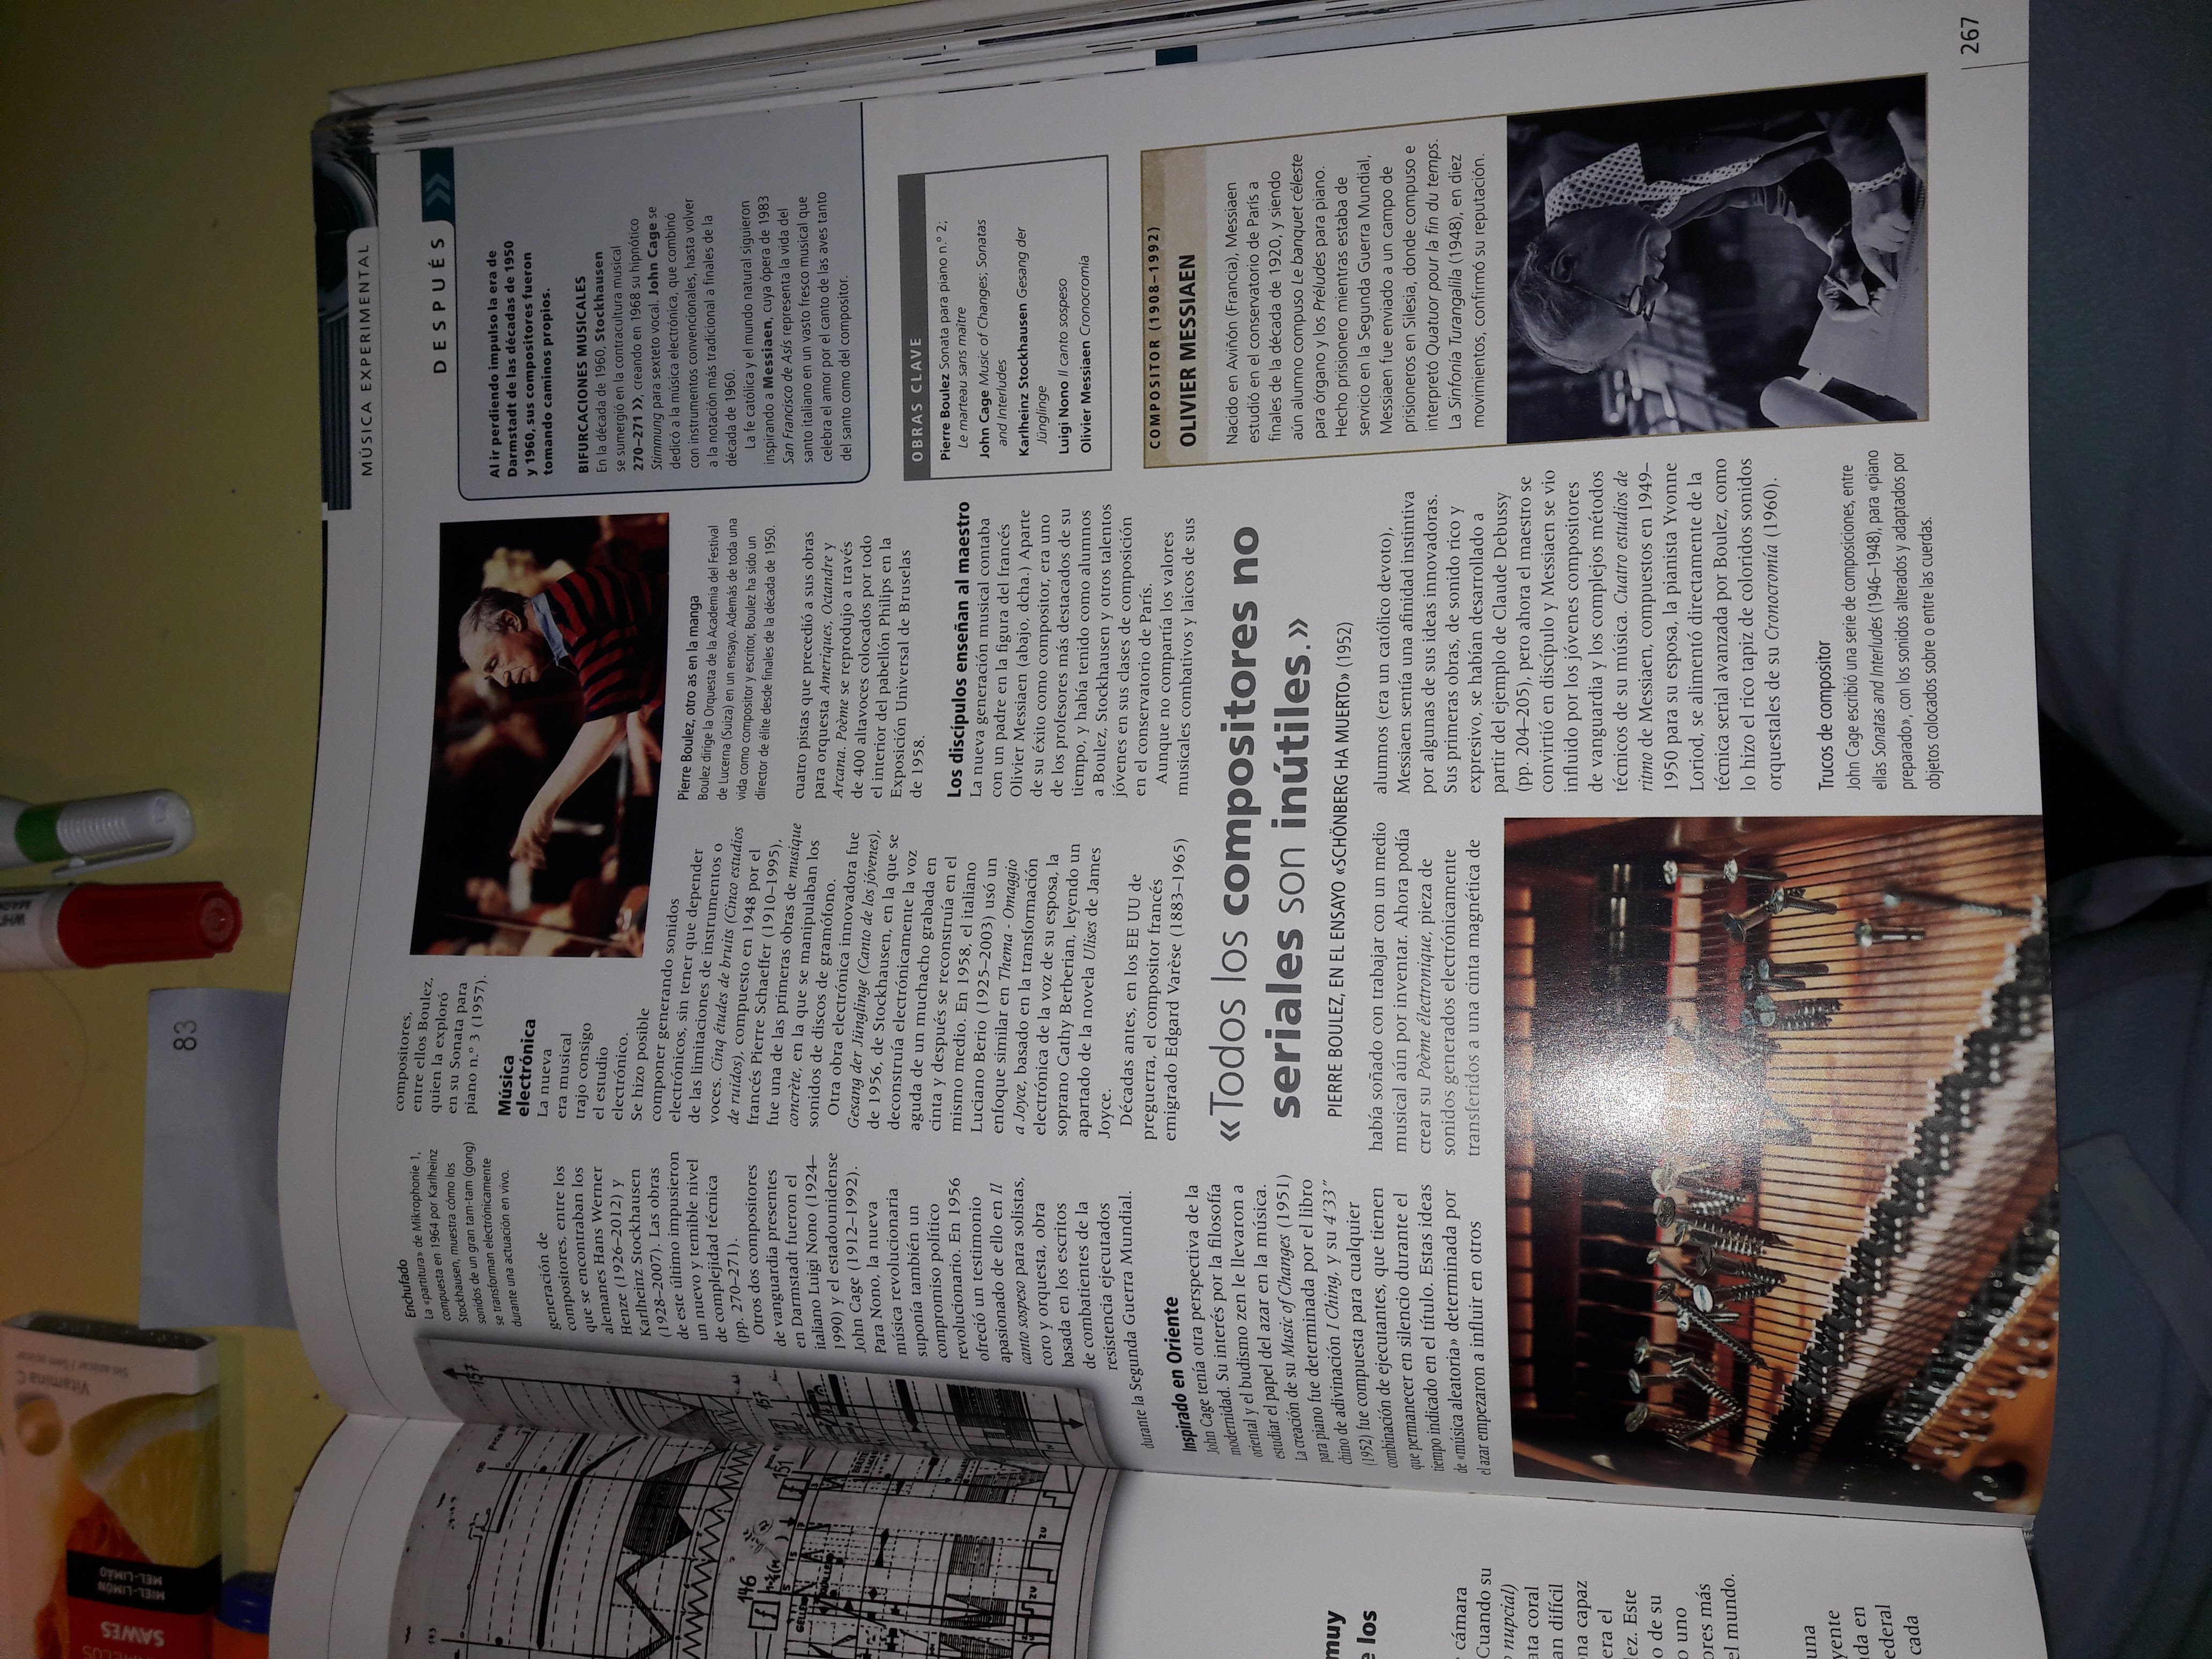 Vitamina C
Sin azúcar / Sem açúcar
SAWES
MIEL-LIMÓN
MEL-LIMÃO
83
MÚSICA EXPERIMENTAL
143
157
146
151
157
muy
e los
cámara
Cuando su
nupcial)
ata coral
an difícil
ona capaz
era el
lez. Este
o de su
o uno
ores más
el mundo.
una
yente
da en
ederal
cada
Enchufado
La «partitura» de Mikrophonie 1,
compuesta en 1964 por Karlheinz
Stockhausen, muestra cómo los
sonidos de un gran tam-tam (gong)
se transforman electrónicamente
durante una actuación en vivo.
generación de
compositores, entre los
que se encontraban los
alemanes Hans Werner
Henze (1926–2012) y
Karlheinz Stockhausen
(1928–2007). Las obras
de este último impusieron
un nuevo y temible nivel
de complejidad técnica
(pp. 270–271).
Otros dos compositores
de vanguardia presentes
en Darmstadt fueron el
italiano Luigi Nono (1924–
1990) y el estadounidense
John Cage (1912–1992).
Para Nono, la nueva
música revolucionaria
suponía también un
compromiso político
revolucionario. En 1956
ofreció un testimonio
apasionado de ello en Il
canto sospeso para solistas,
coro y orquesta, obra
basada en los escritos
de combatientes de la
resistencia ejecutados
durante la Segunda Guerra Mundial.
Inspirado en Oriente
John Cage tenía otra perspectiva de la
modernidad. Su interés por la filosofía
oriental y el budismo zen le llevaron a
estudiar el papel del azar en la música.
La creación de su Music of Changes (1951)
para piano fue determinada por el libro
chino de adivinación I Ching, y su 4’33”
(1952) fue compuesta para cualquier
combinación de ejecutantes, que tienen
que permanecer en silencio durante el
tiempo indicado en el título. Estas ideas
de «música aleatoria» determinada por
el azar empezaron a influir en otros
compositores,
entre ellos Boulez,
quien la exploró
en su Sonata para
piano n.º 3 (1957).
Música
electrónica
La nueva
era musical
trajo consigo
el estudio
electrónico.
Se hizo posible
componer generando sonidos
electrónicos, sin tener que depender
de las limitaciones de instrumentos o
voces. Cinq études de bruits (Cinco estudios
de ruidos), compuesto en 1948 por el
francés Pierre Schaeffer (1910–1995),
fue una de las primeras obras de musique
concrète, en la que se manipulaban los
sonidos de discos de gramófono.
Otra obra electrónica innovadora fue
Gesang der Jünglinge (Canto de los jóvenes),
de 1956, de Stockhausen, en la que se
deconstruía electrónicamente la voz
aguda de un muchacho grabada en
cinta y después se reconstruía en el
mismo medio. En 1958, el italiano
Luciano Berio (1925–2003) usó un
enfoque similar en Thema - Omaggio
a Joyce, basado en la transformación
electrónica de la voz de su esposa, la
soprano Cathy Berberian, leyendo un
apartado de la novela Ulises de James
Joyce.
Décadas antes, en los EE UU de
preguerra, el compositor francés
emigrado Edgard Varèse (1883–1965)
«Todos los compositores no
seriales son inútiles.»
PIERRE BOULEZ, EN EL ENSAYO «SCHÖNBERG HA MUERTO» (1952)
había soñado con trabajar con un medio
musical aún por inventar. Ahora podía
crear su Poème électronique, pieza de
sonidos generados electrónicamente
transferidos a una cinta magnética de
Pierre Boulez, otro as en la manga
Boulez dirige la Orquesta de la Academia del Festival
de Lucerna (Suiza) en un ensayo. Además de toda una
vida como compositor y escritor, Boulez ha sido un
director de élite desde finales de la década de 1950.
cuatro pistas que precedió a sus obras
para orquesta Ameriques, Octandre y
Arcana. Poème se reprodujo a través
de 400 altavoces colocados por todo
el interior del pabellón Philips en la
Exposición Universal de Bruselas
de 1958.
Los discípulos enseñan al maestro
La nueva generación musical contaba
con un padre en la figura del francés
Olivier Messiaen (abajo, dcha.) Aparte
de su éxito como compositor, era uno
de los profesores más destacados de su
tiempo, y había tenido como alumnos
a Boulez, Stockhausen y otros talentos
jóvenes en sus clases de composición
en el conservatorio de París.
Aunque no compartía los valores
musicales combativos y laicos de sus
alumnos (era un católico devoto),
Messiaen sentía una afinidad instintiva
por algunas de sus ideas innovadoras.
Sus primeras obras, de sonido rico y
expresivo, se habían desarrollado a
partir del ejemplo de Claude Debussy
(pp. 204–205), pero ahora el maestro se
convirtió en discípulo y Messiaen se vio
influido por los jóvenes compositores
de vanguardia y los complejos métodos
técnicos de su música. Cuatro estudios de
ritmo de Messiaen, compuestos en 1949–
1950 para su esposa, la pianista Yvonne
Loriod, se alimentó directamente de la
técnica serial avanzada por Boulez, como
lo hizo el rico tapiz de coloridos sonidos
orquestales de su Cronocromía (1960).
Trucos de compositor
John Cage escribió una serie de composiciones, entre
ellas Sonatas and Interludes (1946–1948), para «piano
preparado», con los sonidos alterados y adaptados por
objetos colocados sobre o entre las cuerdas.
DESPUÉS
Al ir perdiendo impulso la era de
Darmstadt de las décadas de 1950
y 1960, sus compositores fueron
tomando caminos propios.
BIFURCACIONES MUSICALES
En la década de 1960, Stockhausen
se sumergió en la contracultura musical
270–271 », creando en 1968 su hipnótico
Stimmung para sexteto vocal. John Cage se
dedicó a la música electrónica, que combinó
con instrumentos convencionales, hasta volver
a la notación más tradicional a finales de la
década de 1960.
La fe católica y el mundo natural siguieron
inspirando a Messiaen, cuya ópera de 1983
San Francisco de Asís representa la vida del
santo italiano en un vasto fresco musical que
celebra el amor por el canto de las aves tanto
del santo como del compositor.
OBRAS CLAVE
Pierre Boulez Sonata para piano n.º 2;
Le marteau sans maître
John Cage Music of Changes; Sonatas
and Interludes
Karlheinz Stockhausen Gesang der
Jünglinge
Luigi Nono Il canto sospeso
Olivier Messiaen Cronocromía
COMPOSITOR (1908–1992)
OLIVIER MESSIAEN
Nacido en Aviñón (Francia), Messiaen
estudió en el conservatorio de París a
finales de la década de 1920, y siendo
aún alumno compuso Le banquet céleste
para órgano y los Préludes para piano.
Hecho prisionero mientras estaba de
servicio en la Segunda Guerra Mundial,
Messiaen fue enviado a un campo de
prisioneros en Silesia, donde compuso e
interpretó Quatuor pour la fin du temps.
La Sinfonía Turangalila (1948), en diez
movimientos, confirmó su reputación.
267